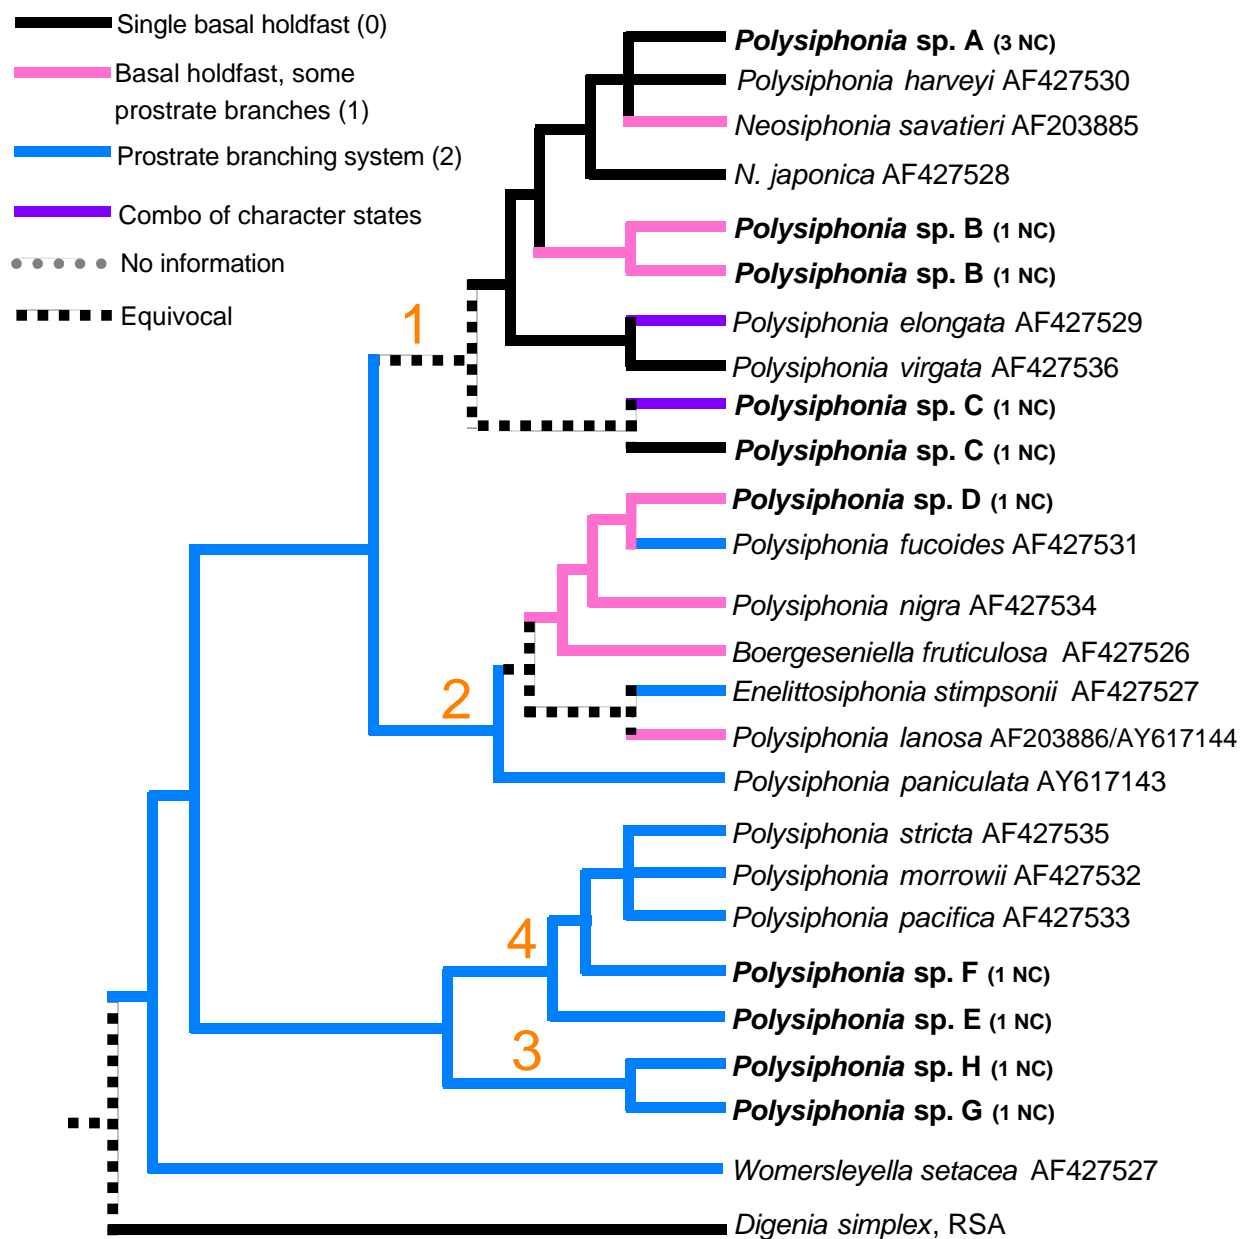 Single basal holdfast (0)
Basal holdfast, some
prostrate branches (1)
Prostrate branching system (2)
Combo of character states
No information
Equivocal
1
2
4
3
Polysiphonia sp. A (3 NC)
Polysiphonia harveyi AF427530
Neosiphonia savatieri AF203885
N. japonica AF427528
Polysiphonia sp. B (1 NC)
Polysiphonia sp. B (1 NC)
Polysiphonia elongata AF427529
Polysiphonia virgata AF427536
Polysiphonia sp. C (1 NC)
Polysiphonia sp. C (1 NC)
Polysiphonia sp. D (1 NC)
Polysiphonia fucoides AF427531
Polysiphonia nigra AF427534
Boergeseniella fruticulosa AF427526
Enelittosiphonia stimpsonii AF427527
Polysiphonia lanosa AF203886/AY617144
Polysiphonia paniculata AY617143
Polysiphonia stricta AF427535
Polysiphonia morrowii AF427532
Polysiphonia pacifica AF427533
Polysiphonia sp. F (1 NC)
Polysiphonia sp. E (1 NC)
Polysiphonia sp. H (1 NC)
Polysiphonia sp. G (1 NC)
Womersleyella setacea AF427527
Digenia simplex, RSA